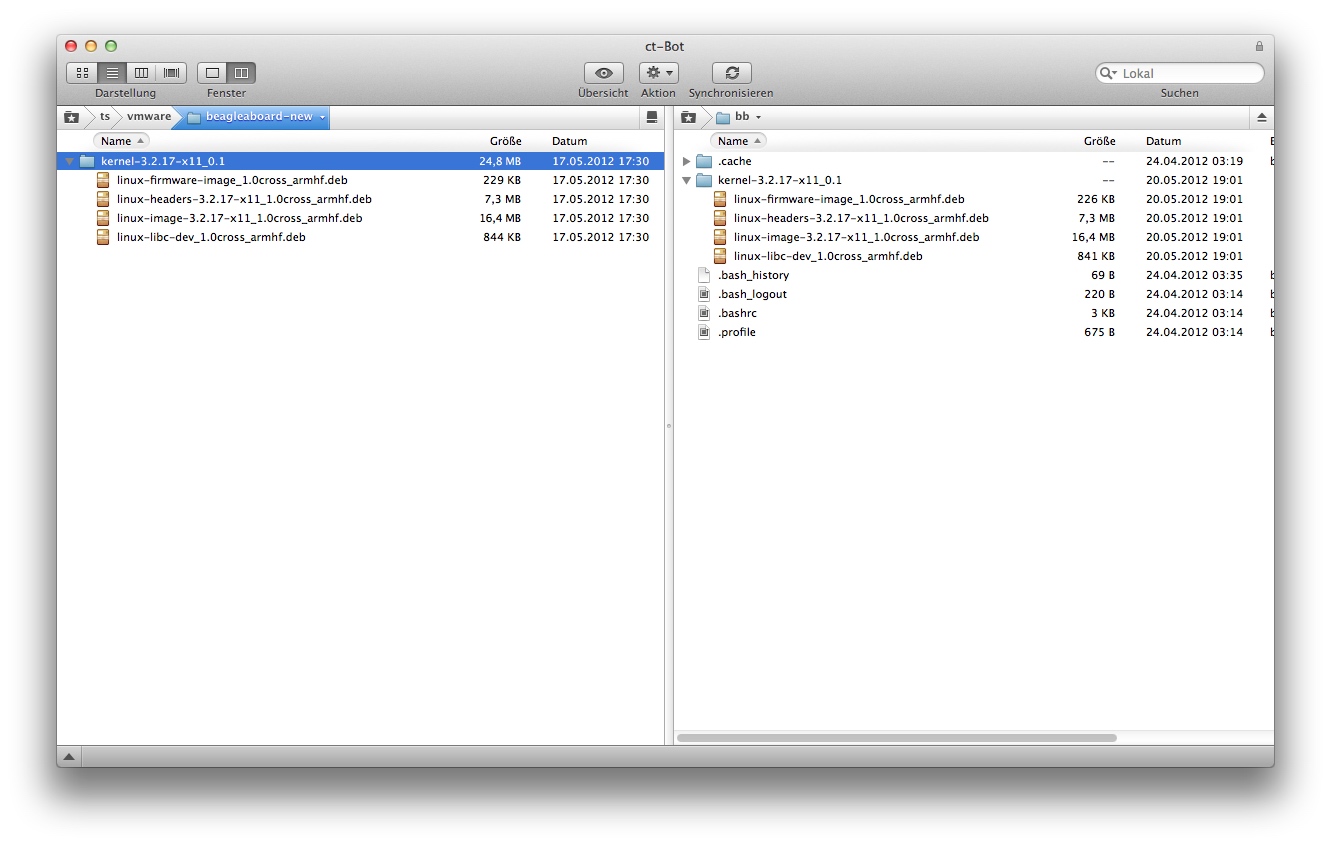 ct-Bot
Lokal
Darstellung Fenster Übersicht Aktion Synchronisieren Suchen
ts vmware beagleaboard-new
Name Größe Datum
kernel-3.2.17-x11_0.1 24,8 MB 17.05.2012 17:30
linux-firmware-image_1.0cross_armhf.deb 229 KB 17.05.2012 17:30
linux-headers-3.2.17-x11_1.0cross_armhf.deb 7,3 MB 17.05.2012 17:30
linux-image-3.2.17-x11_1.0cross_armhf.deb 16,4 MB 17.05.2012 17:30
linux-libc-dev_1.0cross_armhf.deb 844 KB 17.05.2012 17:30
bb
Name Größe Datum
.cache -- 24.04.2012 03:19
kernel-3.2.17-x11_0.1 -- 20.05.2012 19:01
linux-firmware-image_1.0cross_armhf.deb 226 KB 20.05.2012 19:01
linux-headers-3.2.17-x11_1.0cross_armhf.deb 7,3 MB 20.05.2012 19:01
linux-image-3.2.17-x11_1.0cross_armhf.deb 16,4 MB 20.05.2012 19:01
linux-libc-dev_1.0cross_armhf.deb 841 KB 20.05.2012 19:01
.bash_history 69 B 24.04.2012 03:35
.bash_logout 220 B 24.04.2012 03:14
.bashrc 3 KB 24.04.2012 03:14
.profile 675 B 24.04.2012 03:14